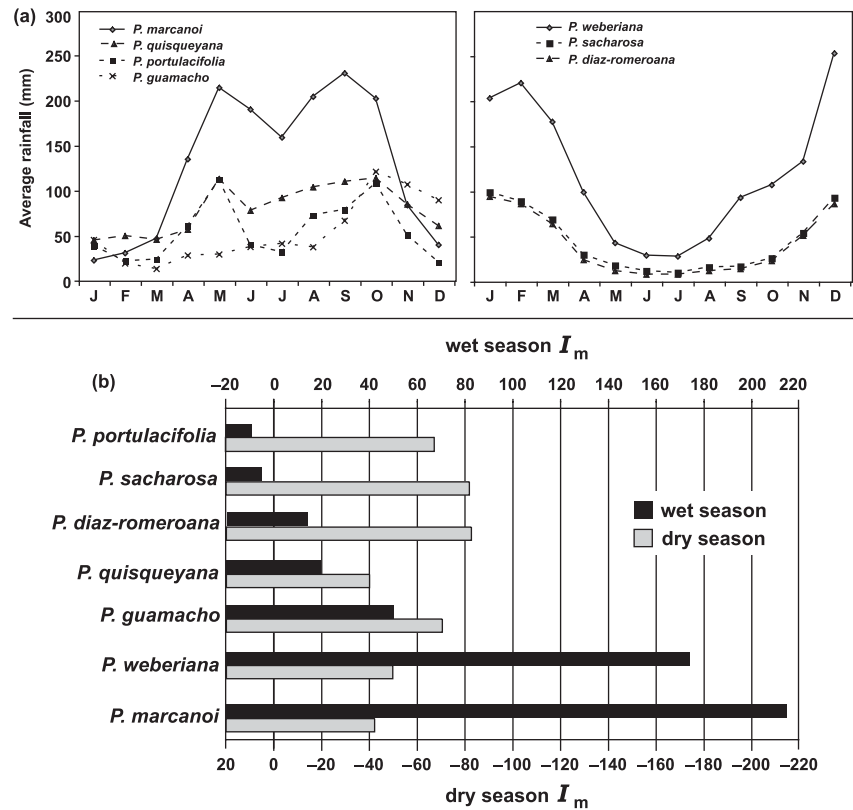 (a)
300
250
200
150
100
50
0
Average rainfall (mm)
P. marcanoi
P. quisqueyana
P. portulacifolia
P. guamacho
J F M A M J J A S O N D
P. weberiana
P. sacharosa
P. diaz-romeroana
J F M A M J J A S O N D
wet season Im
(b)
–20 0 20 40 60 80 100 120 140 160 174 200 220
P. portulacifolia
P. sacharosa
P. diaz-romeroana
P. quisqueyana
P. guamacho
P. weberiana
P. marcanoi
wet season
dry season
20 0 –20 –40 –60 –80 –100 –120 –140 –160 –180 –200 –220
dry season Im